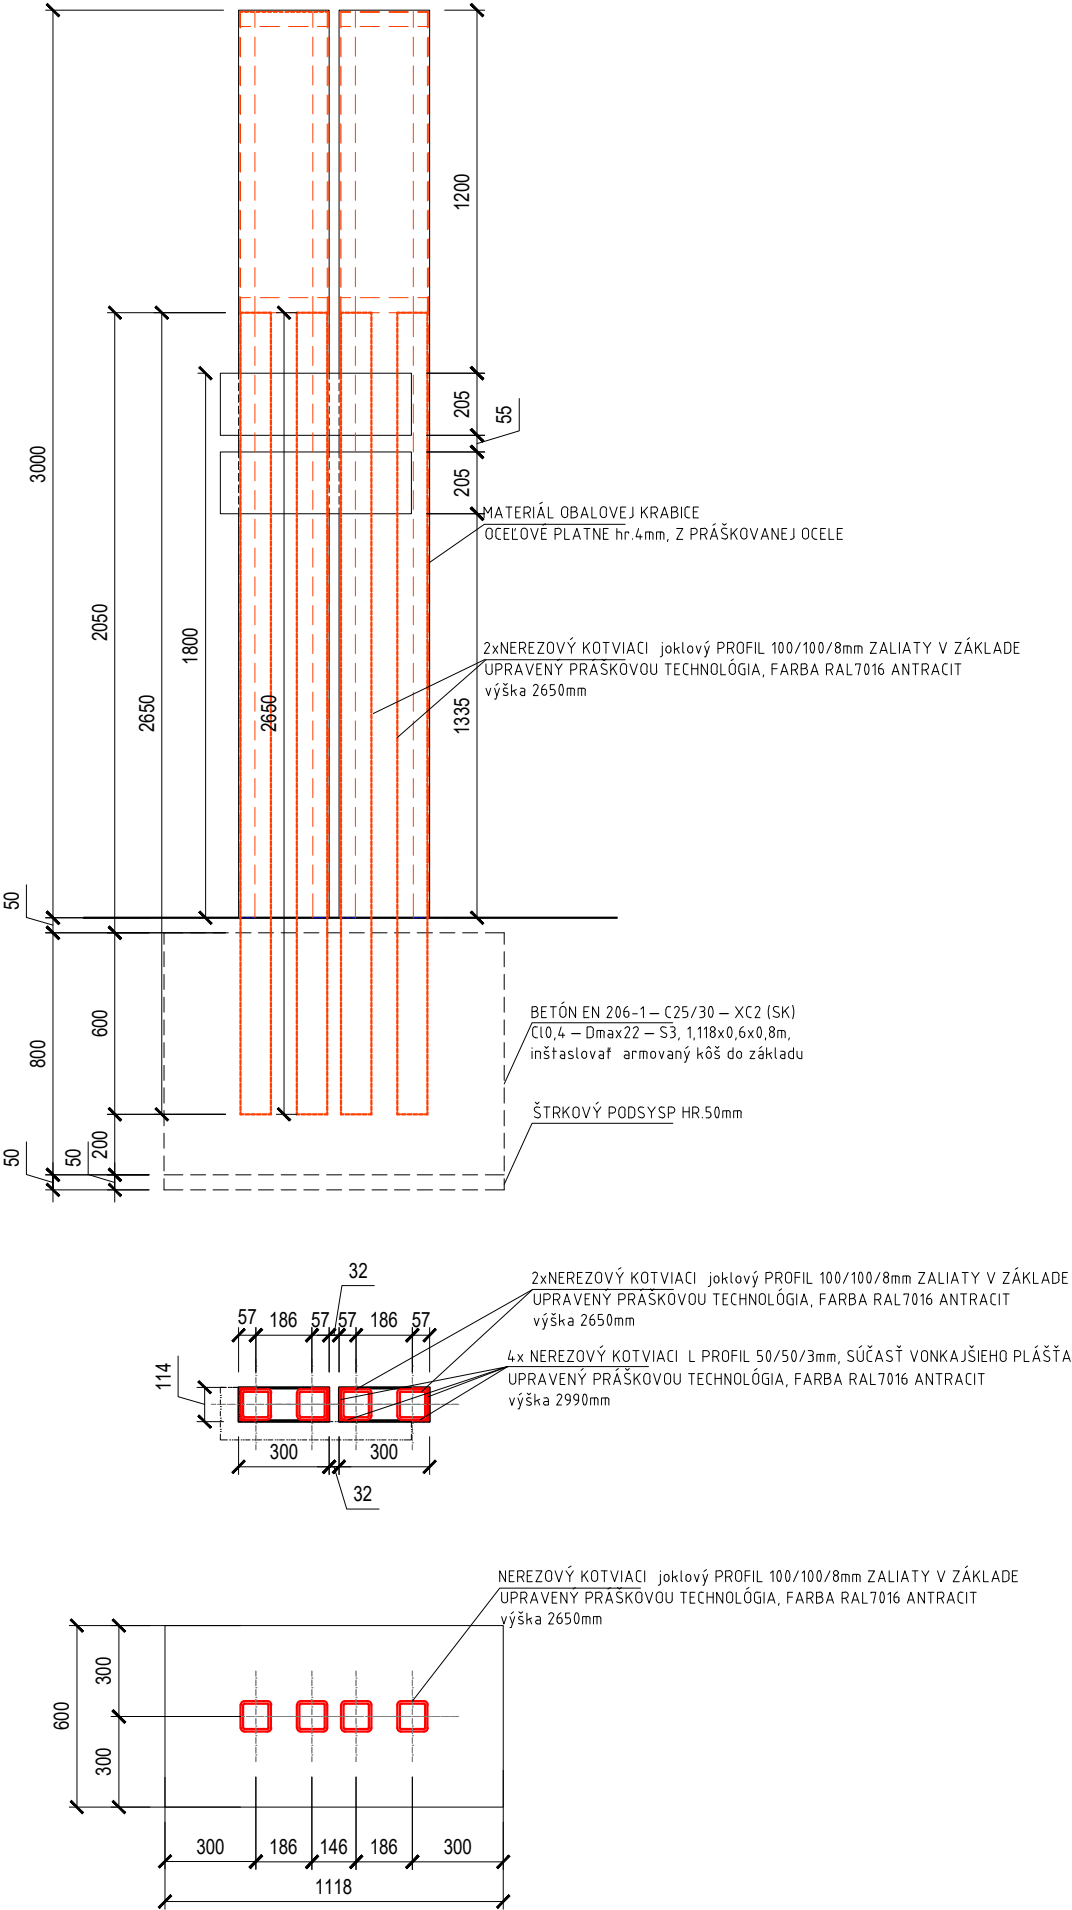 1200
205
55
205
3000
2050
1800
2650
2650
1335
MATERIÁL OBALOVEJ KRABICE
OCEĽOVÉ PLATNE hr.4mm, Z PRÁŠKOVANEJ OCELE
2xNEREZOVÝ KOTVIACI joklový PROFIL 100/100/8mm ZALIATY V ZÁKLADE
UPRAVENÝ PRÁŠKOVOU TECHNOLÓGIA, FARBA RAL7016 ANTRACIT
výška 2650mm
50
800
600
200
50
50
BETÓN EN 206-1 – C25/30 – XC2 (SK)
Cl0,4 – Dmax22 – S3, 1,118x0,6x0,8m,
inštaslovať armovaný kôš do základu
ŠTRKOVÝ PODSYSP HR.50mm
32
57 186 57 57 186 57
114
300 300
32
2xNEREZOVÝ KOTVIACI joklový PROFIL 100/100/8mm ZALIATY V ZÁKLADE
UPRAVENÝ PRÁŠKOVOU TECHNOLÓGIA, FARBA RAL7016 ANTRACIT
výška 2650mm
4x NEREZOVÝ KOTVIACI L PROFIL 50/50/3mm, SÚČASŤ VONKAJŠIEHO PLÁŠŤA
UPRAVENÝ PRÁŠKOVOU TECHNOLÓGIA, FARBA RAL7016 ANTRACIT
výška 2990mm
NEREZOVÝ KOTVIACI joklový PROFIL 100/100/8mm ZALIATY V ZÁKLADE
UPRAVENÝ PRÁŠKOVOU TECHNOLÓGIA, FARBA RAL7016 ANTRACIT
výška 2650mm
600
300
300
300 186 146 186 300
1118